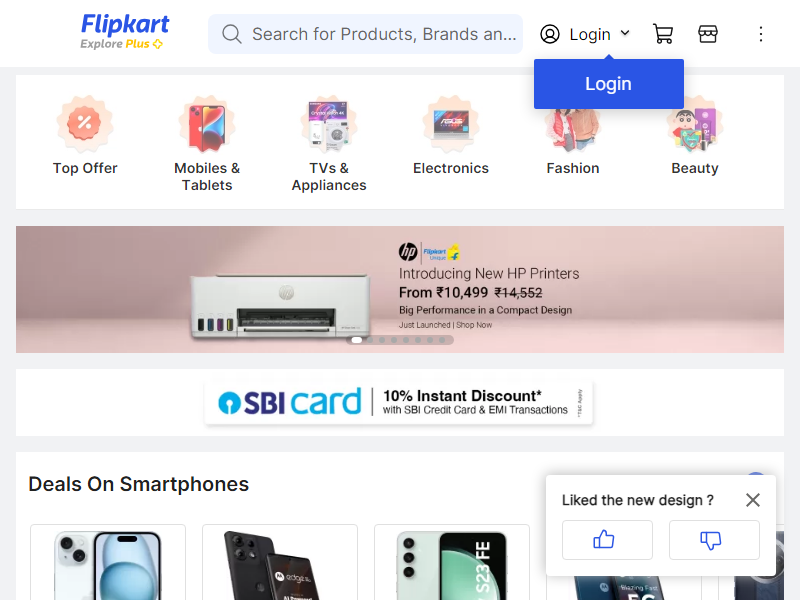 Flipkart
Explore Plus
Search for Products, Brands an...
Login
Login
Top Offer
Mobiles &
Tablets
TVs &
Appliances
Electronics
Fashion
Beauty
hp
Flipkart
Unique
Introducing New HP Printers
From ₹10,499 ₹14,552
Big Performance in a Compact Design
Just Launched | Shop Now
SBI card
10% Instant Discount*
with SBI Credit Card & EMI Transactions
*T&C Apply
Deals On Smartphones
Liked the new design ?
S23 FE